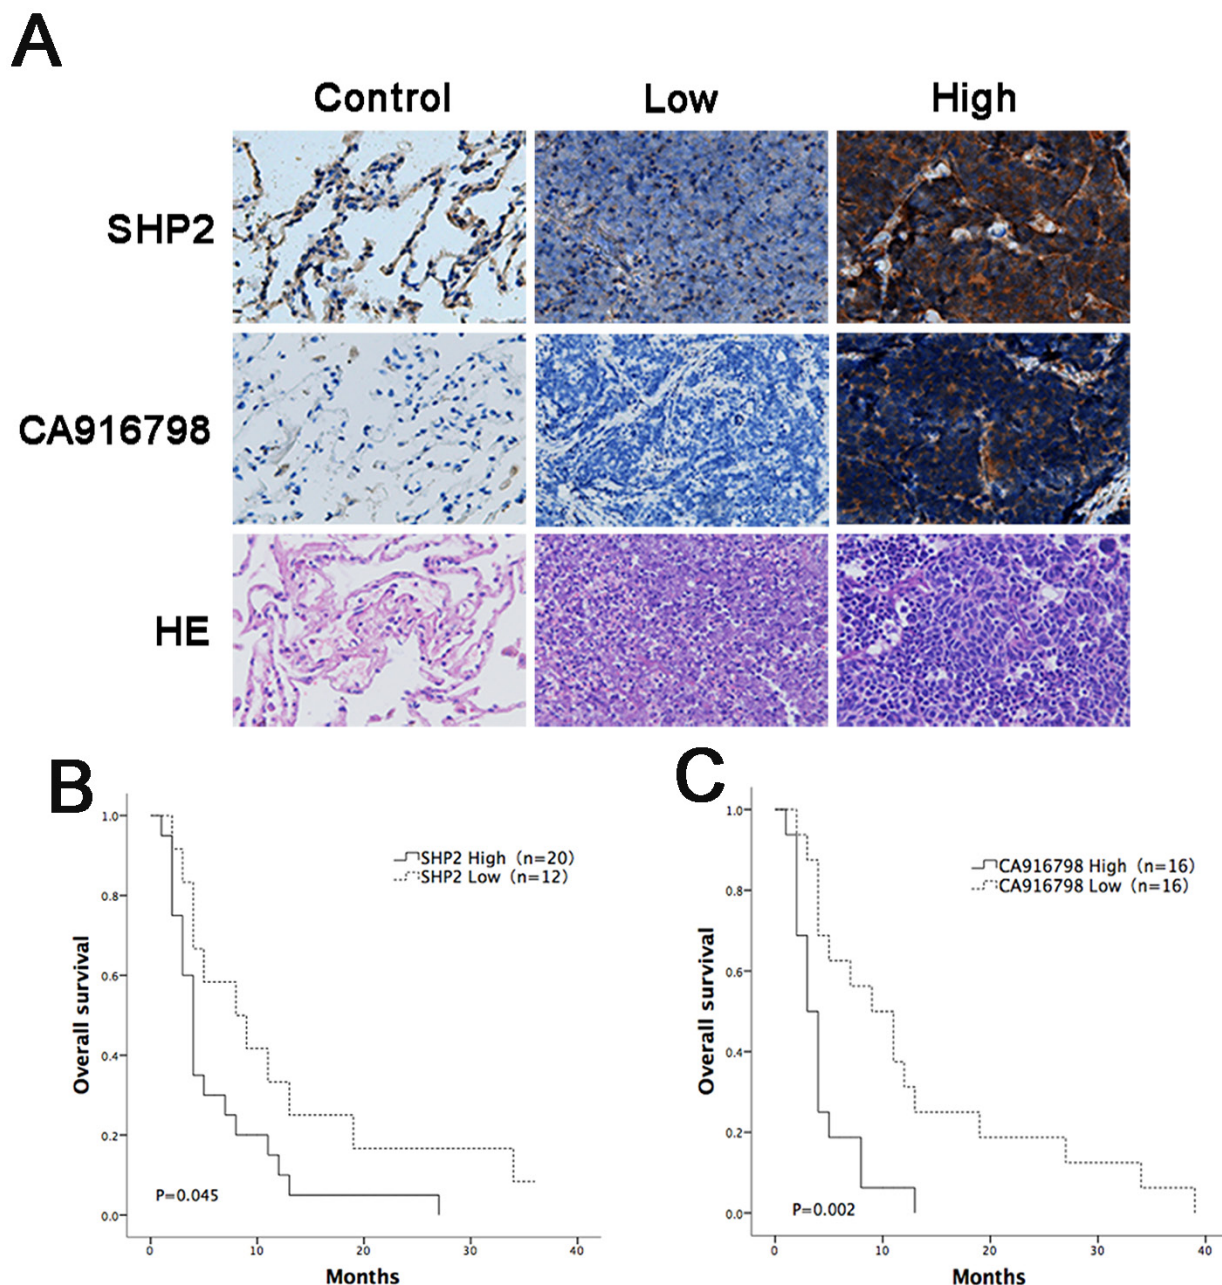 A
Control Low High
SHP2
CA916798
HE
B
1.0
0.8
0.6
0.4
0.2
0.0
Overall survival
SHP2 High (n=20)
SHP2 Low (n=12)
P=0.045
0 10 20 30 40
Months
C
1.0
0.8
0.6
0.4
0.2
0.0
Overall survival
CA916798 High (n=16)
CA916798 Low (n=16)
P=0.002
0 10 20 30 40
Months